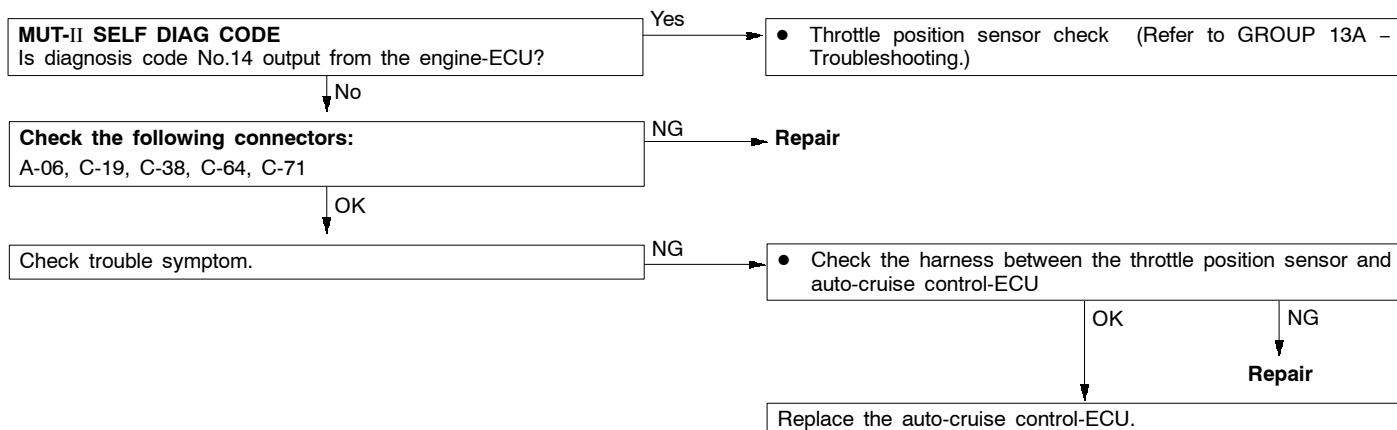 MUT-II SELF DIAG CODE
Is diagnosis code No.14 output from the engine-ECU?
Yes
● Throttle position sensor check (Refer to GROUP 13A –
Troubleshooting.)
No
Check the following connectors:
A-06, C-19, C-38, C-64, C-71
NG
Repair
OK
Check trouble symptom.
NG
● Check the harness between the throttle position sensor and
auto-cruise control-ECU
OK
NG
Repair
Replace the auto-cruise control-ECU.